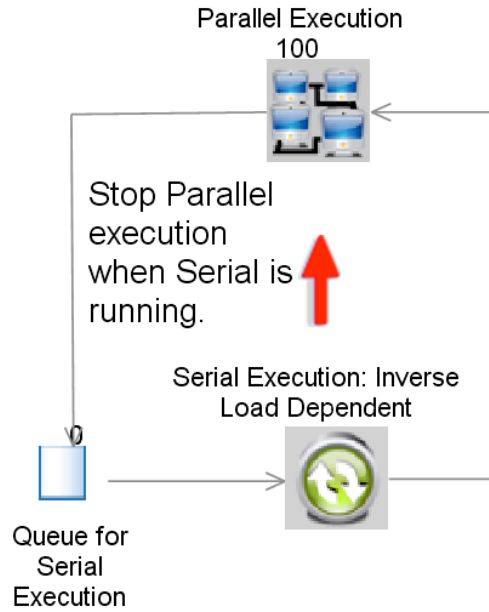 Parallel Execution
100
Stop Parallel
execution
when Serial is
running.
Serial Execution: Inverse
Load Dependent
0
Queue for
Serial
Execution